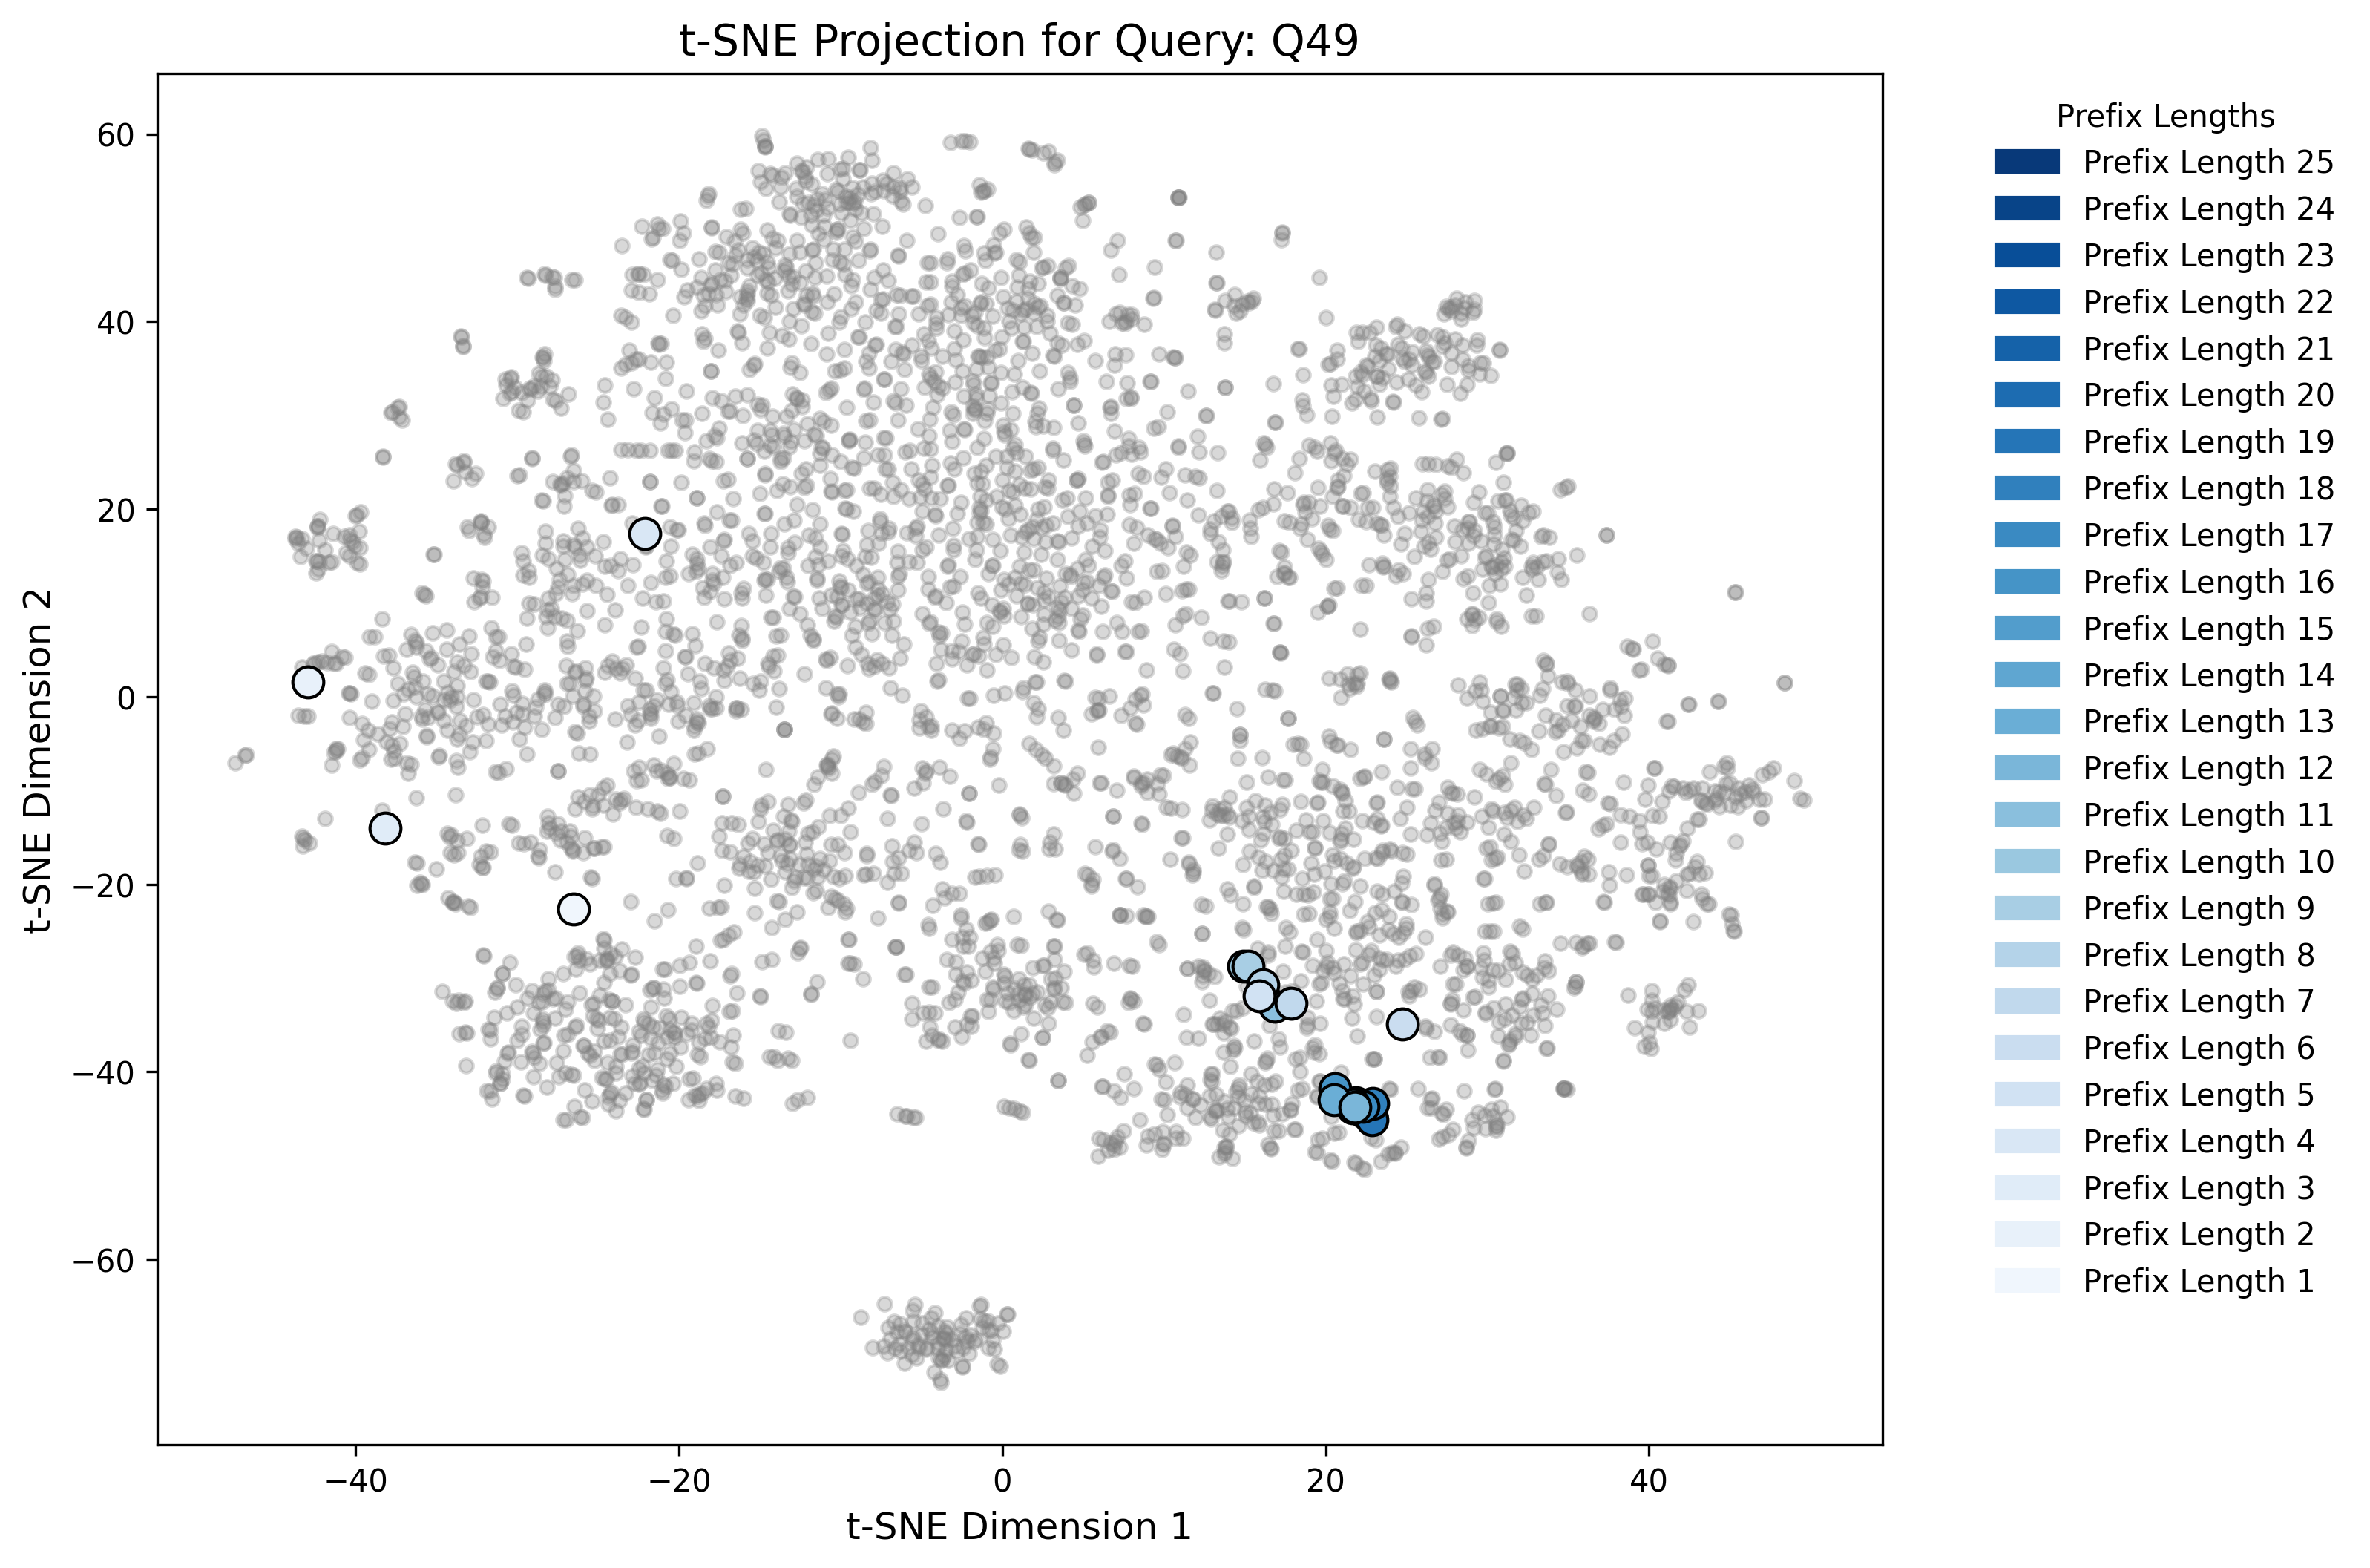 t-SNE Projection for Query: Q49
60
40
20
0
−20
−40
−60
t-SNE Dimension 2
−40
−20
0
20
40
t-SNE Dimension 1
Prefix Lengths
Prefix Length 25
Prefix Length 24
Prefix Length 23
Prefix Length 22
Prefix Length 21
Prefix Length 20
Prefix Length 19
Prefix Length 18
Prefix Length 17
Prefix Length 16
Prefix Length 15
Prefix Length 14
Prefix Length 13
Prefix Length 12
Prefix Length 11
Prefix Length 10
Prefix Length 9
Prefix Length 8
Prefix Length 7
Prefix Length 6
Prefix Length 5
Prefix Length 4
Prefix Length 3
Prefix Length 2
Prefix Length 1